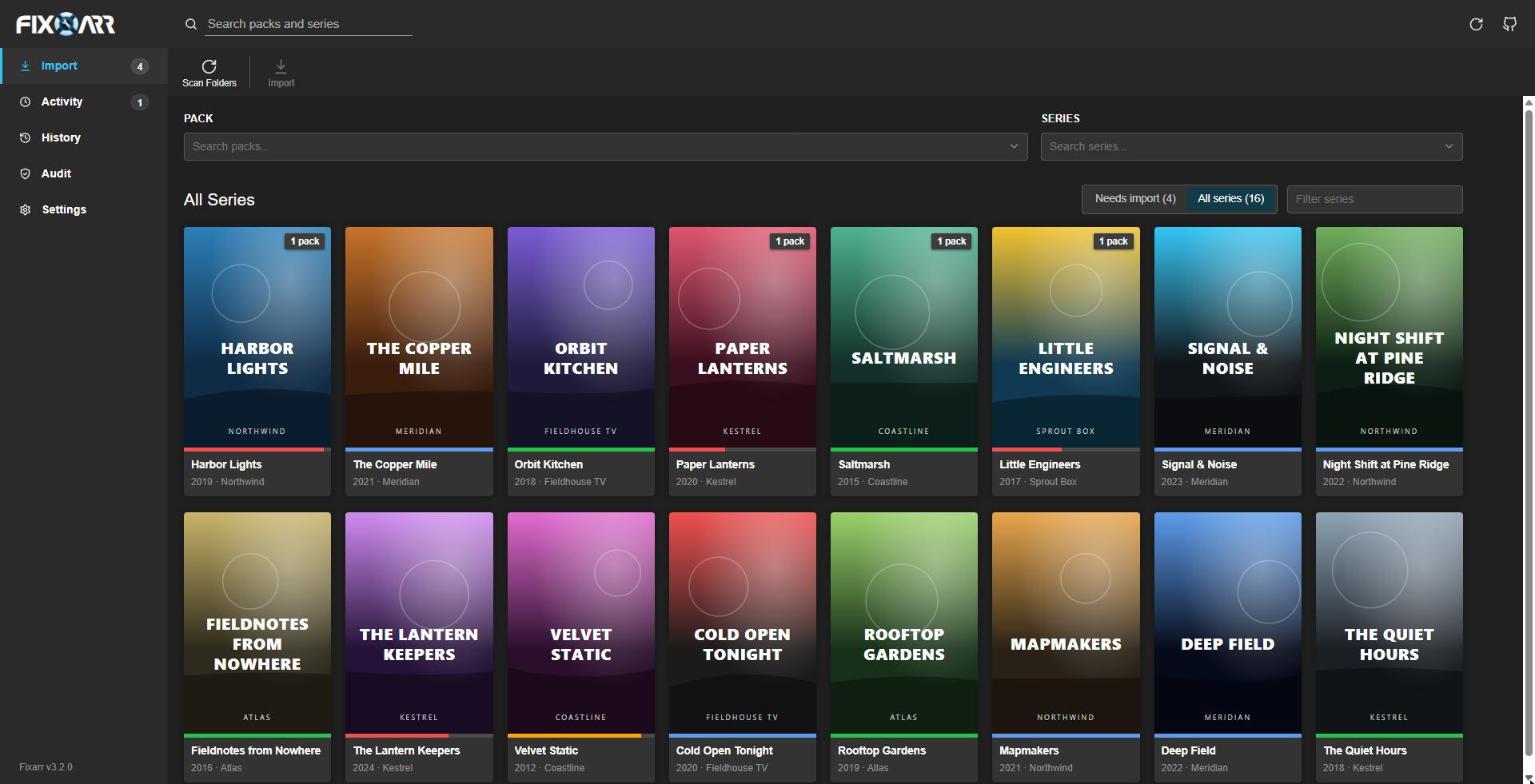 FIXARR
Search packs and series
Import 4
Activity 1
History
Audit
Settings
Scan Folders
Import
PACK
SERIES
Search packs...
Search series...
All Series
Needs import (4)
All series (16)
Filter series
1 pack
HARBOR
LIGHTS
NORTHWIND
Harbor Lights
2019 · Northwind
THE COPPER
MILE
MERIDIAN
The Copper Mile
2021 · Meridian
ORBIT
KITCHEN
FIELDHOUSE TV
Orbit Kitchen
2018 · Fieldhouse TV
1 pack
PAPER
LANTERNS
KESTREL
Paper Lanterns
2020 · Kestrel
1 pack
SALTMARSH
COASTLINE
Saltmarsh
2015 · Coastline
1 pack
LITTLE
ENGINEERS
SPROUT BOX
Little Engineers
2017 · Sprout Box
SIGNAL &
NOISE
MERIDIAN
Signal & Noise
2023 · Meridian
NIGHT SHIFT
AT PINE
RIDGE
NORTHWIND
Night Shift at Pine Ridge
2022 · Northwind
FIELDNOTES
FROM
NOWHERE
ATLAS
Fieldnotes from Nowhere
2016 · Atlas
THE LANTERN
KEEPERS
KESTREL
The Lantern Keepers
2024 · Kestrel
VELVET
STATIC
COASTLINE
Velvet Static
2012 · Coastline
COLD OPEN
TONIGHT
FIELDHOUSE TV
Cold Open Tonight
2020 · Fieldhouse TV
ROOFTOP
GARDENS
ATLAS
Rooftop Gardens
2019 · Atlas
MAPMAKERS
NORTHWIND
Mapmakers
2021 · Northwind
DEEP FIELD
MERIDIAN
Deep Field
2022 · Meridian
THE QUIET
HOURS
KESTREL
The Quiet Hours
2018 · Kestrel
Fixarr v3.2.0